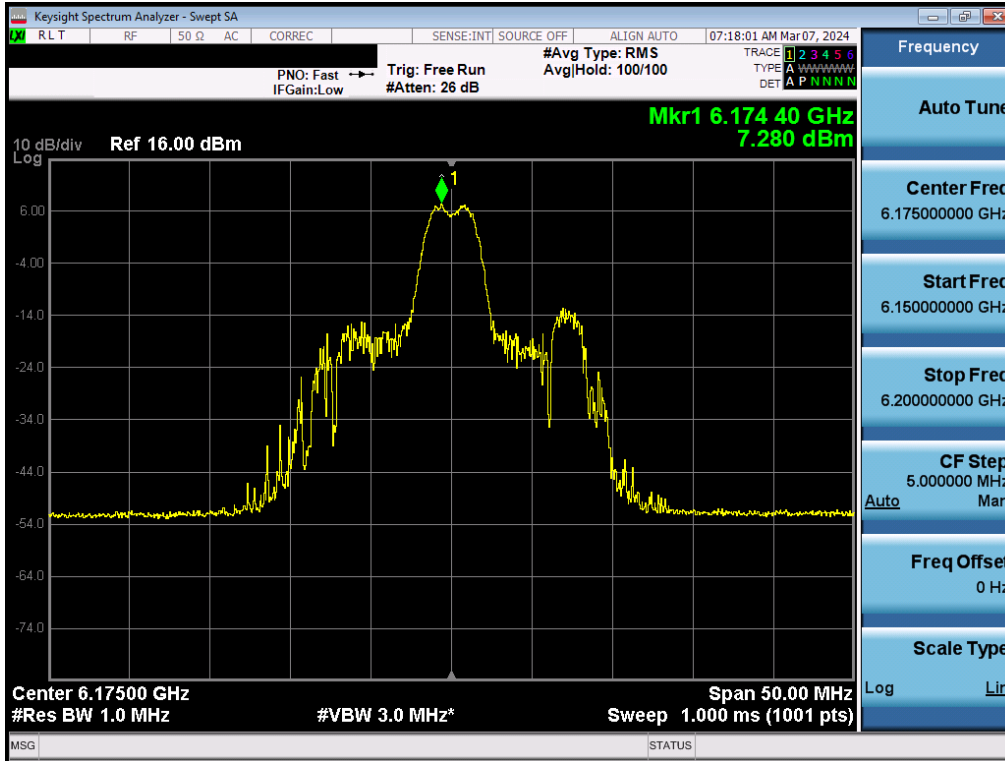 Keysight Spectrum Analyzer - Swept SA
LXI RLT RF 50 Ω AC CORREC SENSE:INT SOURCE OFF ALIGN AUTO 07:18:01 AM Mar 07, 2024
PNO: Fast
IFGain:Low
Trig: Free Run
#Atten: 26 dB
#Avg Type: RMS
Avg|Hold: 100/100
TRACE 1 2 3 4 5 6
TYPE A WWWWW
DET A P N N N N
Frequency
Mkr1 6.174 40 GHz
7.280 dBm
10 dB/div Ref 16.00 dBm
Log
1
6.00
-4.00
-14.0
-24.0
-34.0
-44.0
-54.0
-64.0
-74.0
Center 6.17500 GHz Span 50.00 MHz
#Res BW 1.0 MHz #VBW 3.0 MHz* Sweep 1.000 ms (1001 pts)
Auto Tune
Center Freq
6.175000000 GHz
Start Freq
6.150000000 GHz
Stop Freq
6.200000000 GHz
CF Step
5.000000 MHz
Auto Man
Freq Offset
0 Hz
Scale Type
Log Lin
MSG STATUS